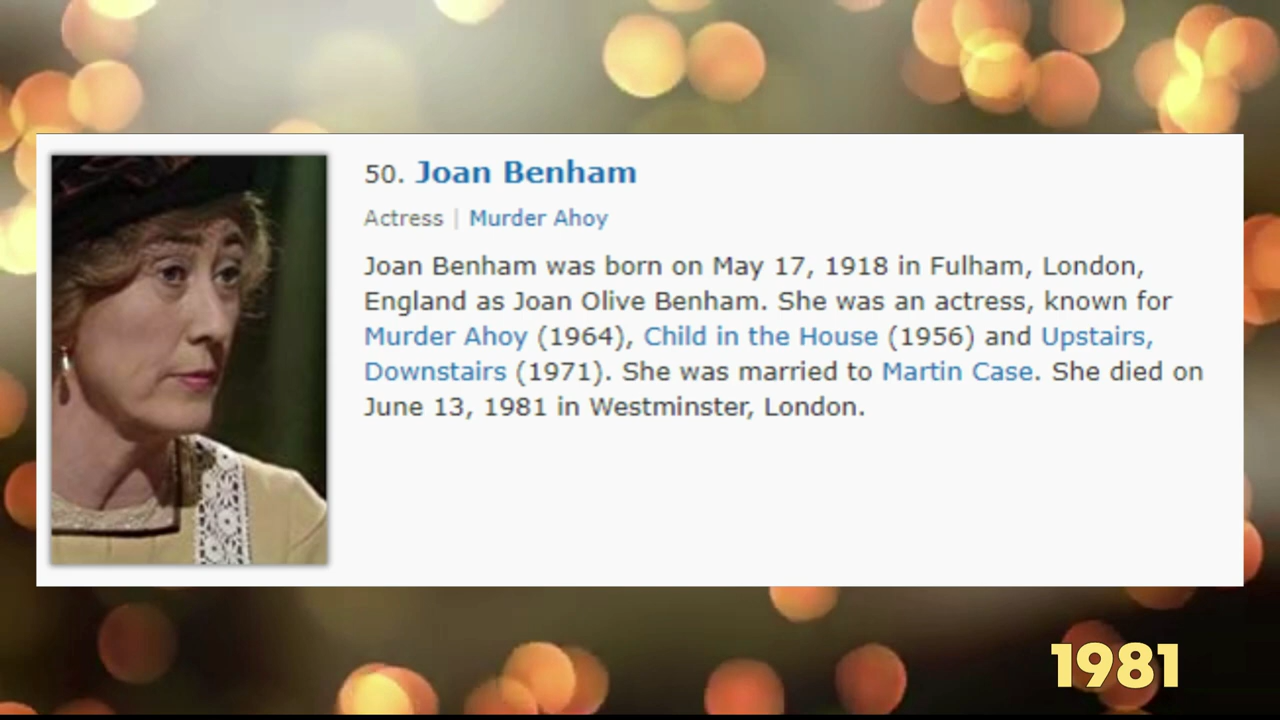 50. Joan Benham
Actress | Murder Ahoy
Joan Benham was born on May 17, 1918 in Fulham, London,
England as Joan Olive Benham. She was an actress, known for
Murder Ahoy (1964), Child in the House (1956) and Upstairs,
Downstairs (1971). She was married to Martin Case. She died on
June 13, 1981 in Westminster, London.
1981